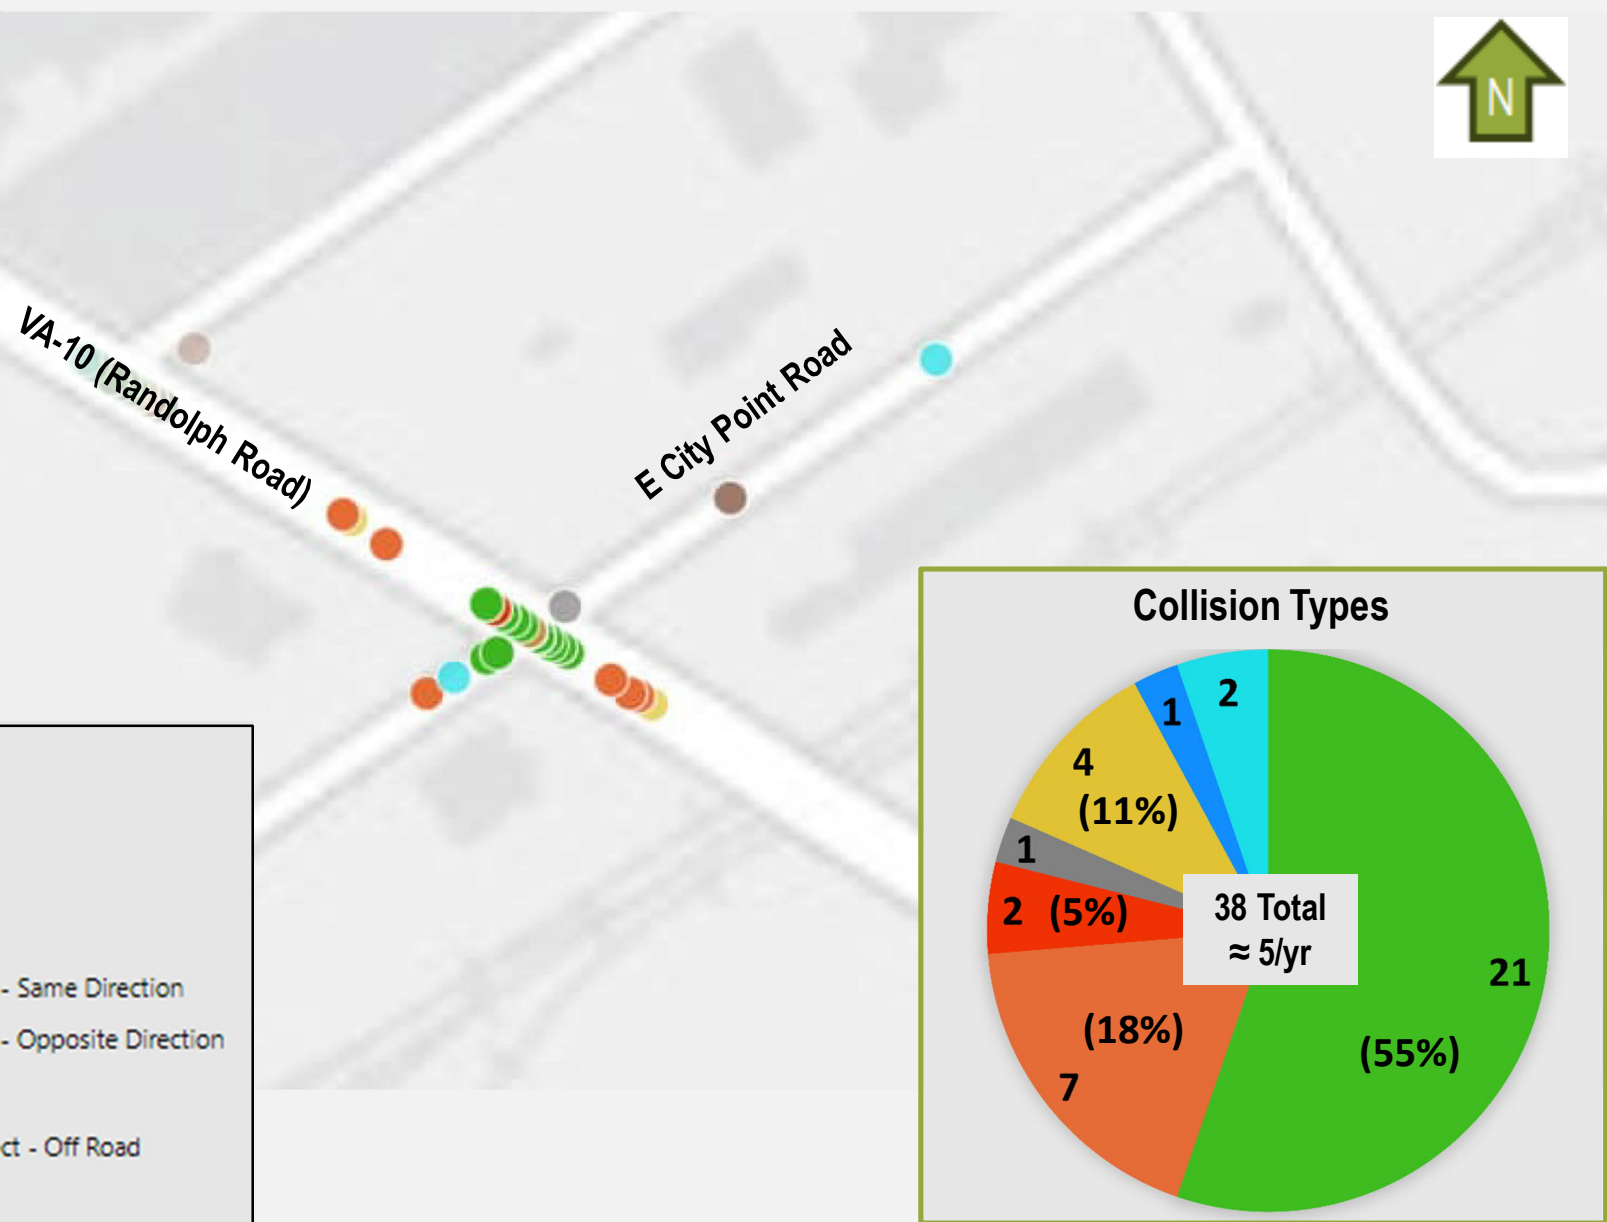 N
VA-10 (Randolph Road)
E City Point Road
- Same Direction
- Opposite Direction
ct - Off Road
Collision Types
2
1
4
(11%)
1
2 (5%)
38 Total
≈ 5/yr
21
(18%)
(55%)
7